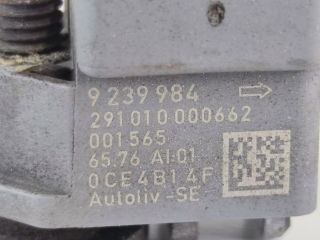 9 239 984
291010 000662
001565
65.76 AI-01
0CE4B14F
Autoliv -SE